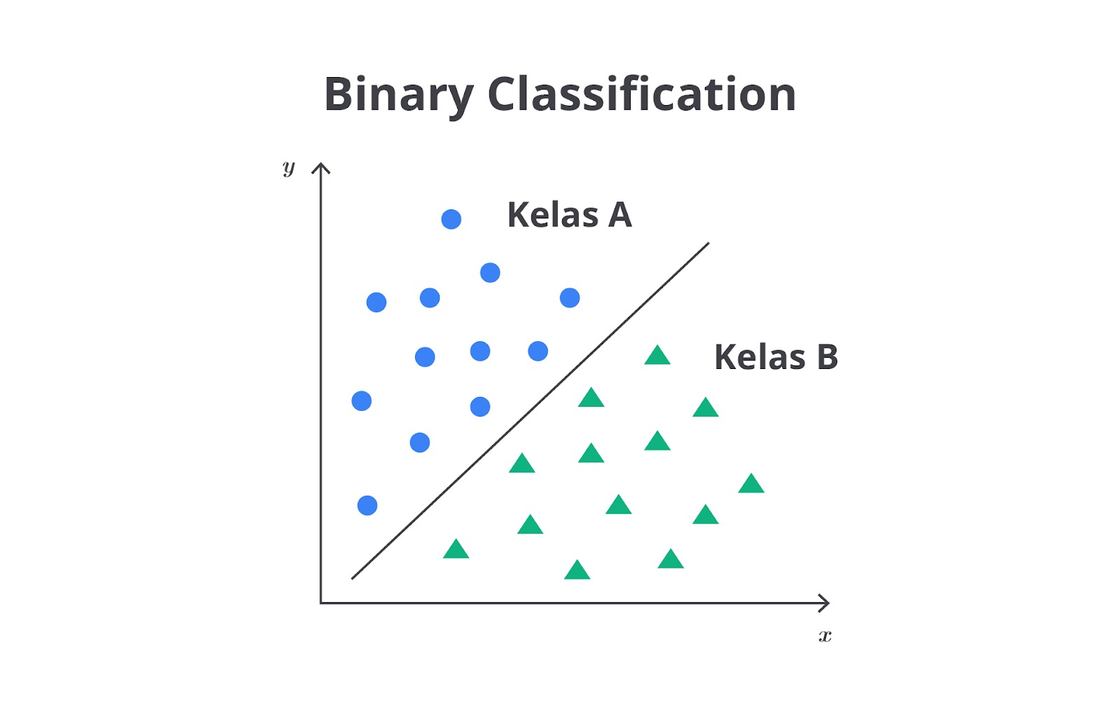 Binary Classification
y
Kelas A
Kelas B
x